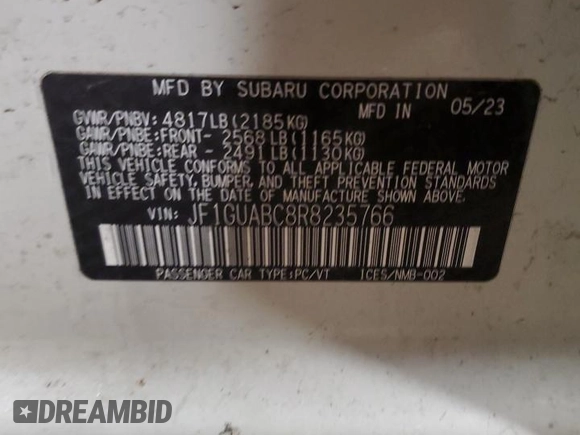 MFD BY SUBARU CORPORATION
MFD IN 05/23
GVWR/PNBV: 4817LB(2185KG)
GAWR/PNBE:FRONT- 2568LB(1165KG)
GAWR/PNBE:REAR - 2491LB(1130KG)
THIS VEHICLE CONFORMS TO ALL APPLICABLE FEDERAL MOTOR
VEHICLE SAFETY, BUMPER, AND THEFT PREVENTION STANDARDS
IN EFFECT ON THE DATE OF MANUFACTURE SHOWN ABOVE.
VIN: JF1GUABC8R8235766
PASSENGER CAR TYPE:PC/VT ICES/NMB-002
DREAMBID